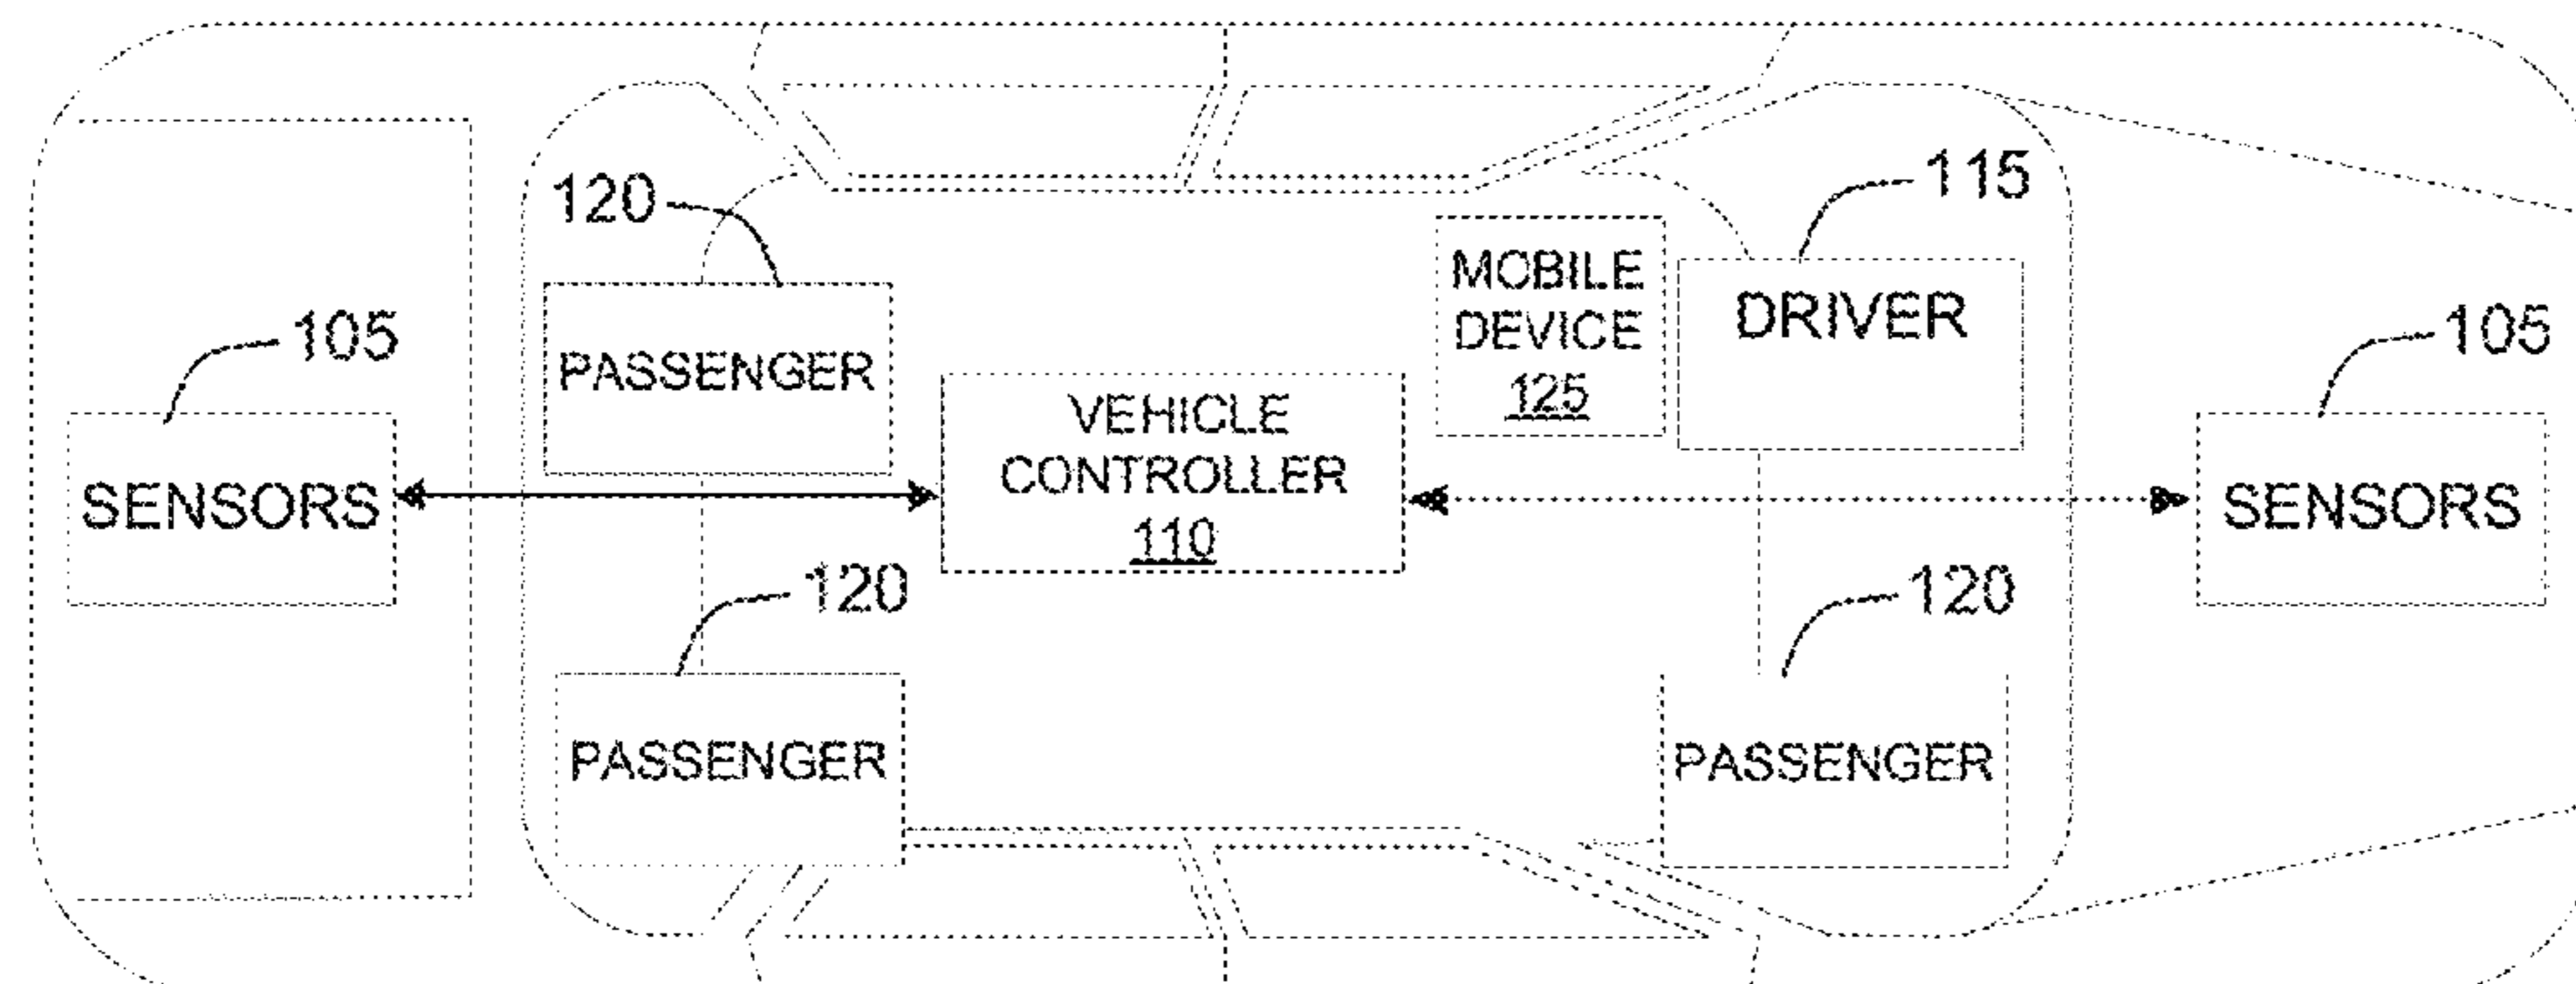 120
115
MOBILE
DEVICE
125
DRIVER
105
105
PASSENGER
VEHICLE
CONTROLLER
110
SENSORS
SENSORS
120
120
PASSENGER
PASSENGER